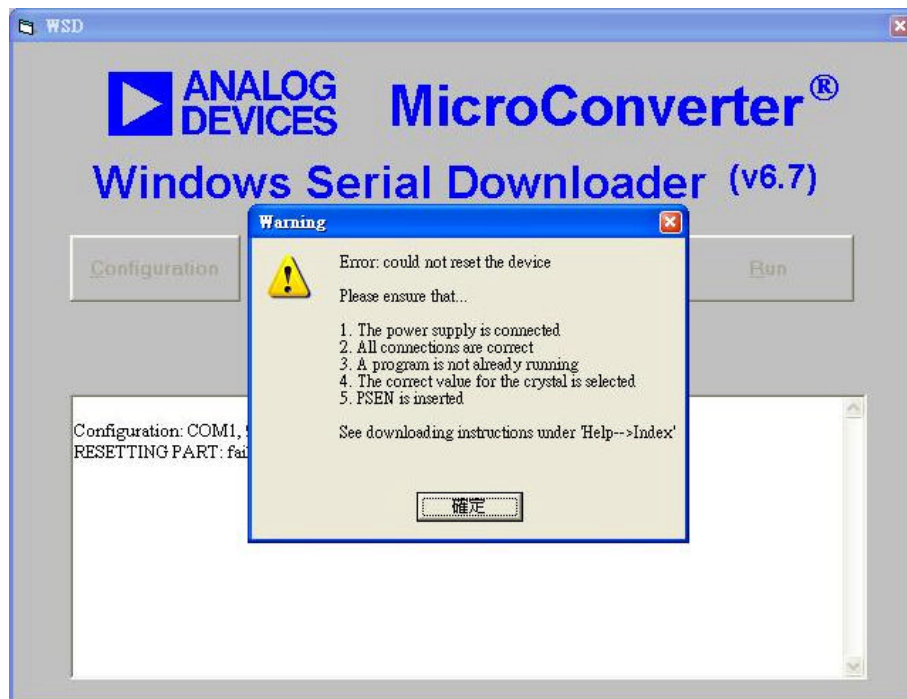 WSD
ANALOG
DEVICES
MicroConverter®
Windows Serial Downloader (v6.7)
Warning
Configuration
Run
Error: could not reset the device
Please ensure that...
1. The power supply is connected
2. All connections are correct
3. A program is not already running
4. The correct value for the crystal is selected
5. PSEN is inserted
See downloading instructions under 'Help-->Index'
確定
Configuration: COM1,
RESETTING PART: